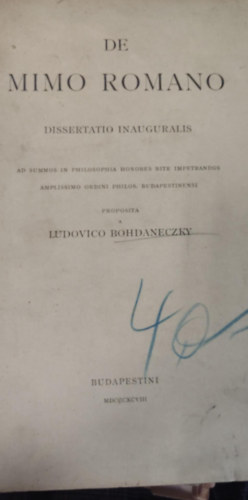 DE
MIMO ROMANO
DISSERTATIO INAUGURALIS
AD SUMMOS IN PHILOSOPHIA HONORES RITE IMPETRANDOS
AMPLISSIMO ORDINI PHILOS. BUDAPESTINENSI
PROPOSITA
A
LUDOVICO BOHDANECZKY
40
BUDAPESTINI